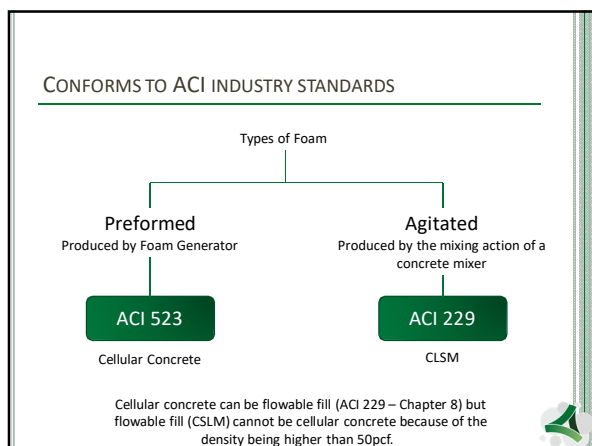 CONFORMS TO ACI INDUSTRY STANDARDS
Types of Foam
Preformed
Produced by Foam Generator
Agitated
Produced by the mixing action of a
concrete mixer
ACI 523
ACI 229
Cellular Concrete
CLSM
Cellular concrete can be flowable fill (ACI 229 – Chapter 8) but
flowable fill (CSLM) cannot be cellular concrete because of the
density being higher than 50pcf.